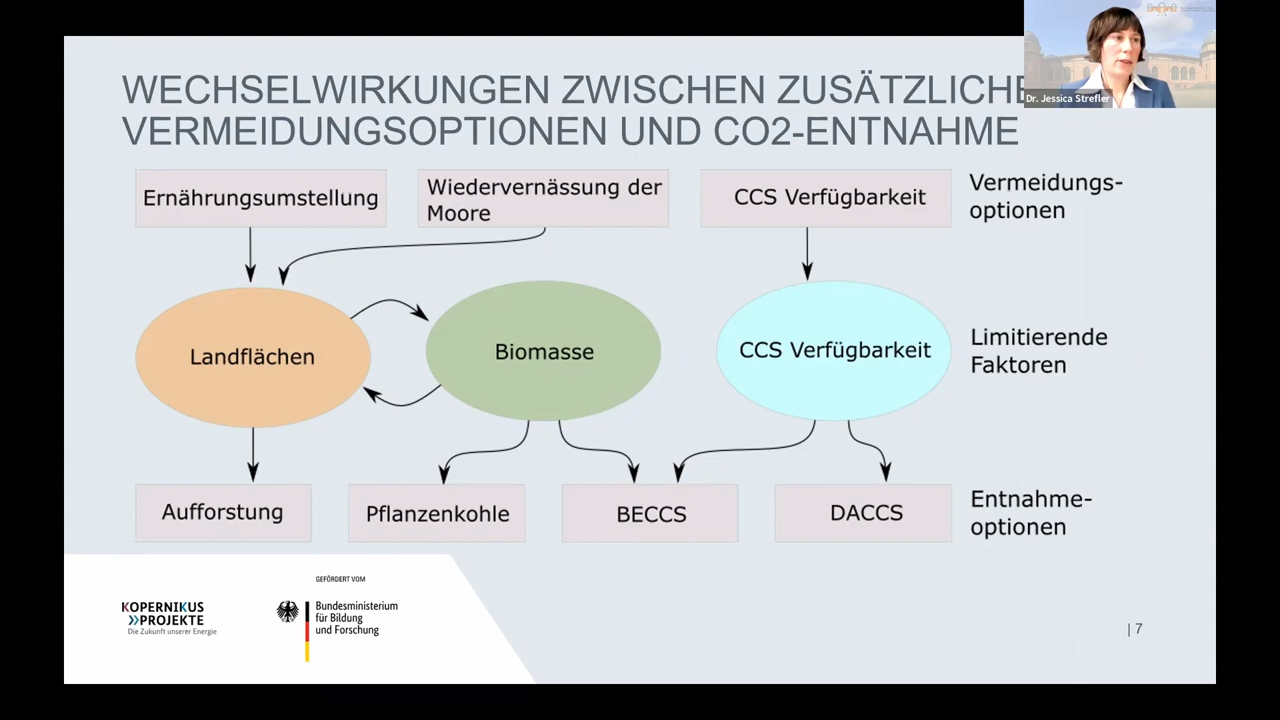 Dr. Jessica Strefler
WECHSELWIRKUNGEN ZWISCHEN ZUSÄTZLICHE
VERMEIDUNGSOPTIONEN UND CO2-ENTNAHME
Ernährungsumstellung
Wiedervernässung der
Moore
CCS Verfügbarkeit
Vermeidungs-
optionen
Landflächen
Biomasse
CCS Verfügbarkeit
Limitierende
Faktoren
Aufforstung
Pflanzenkohle
BECCS
DACCS
Entnahme-
optionen
KOPERNIKUS
PROJEKTE
Die Zukunft unserer Energie
GEFÖRDERT VOM
Bundesministerium
für Bildung
und Forschung
| 7